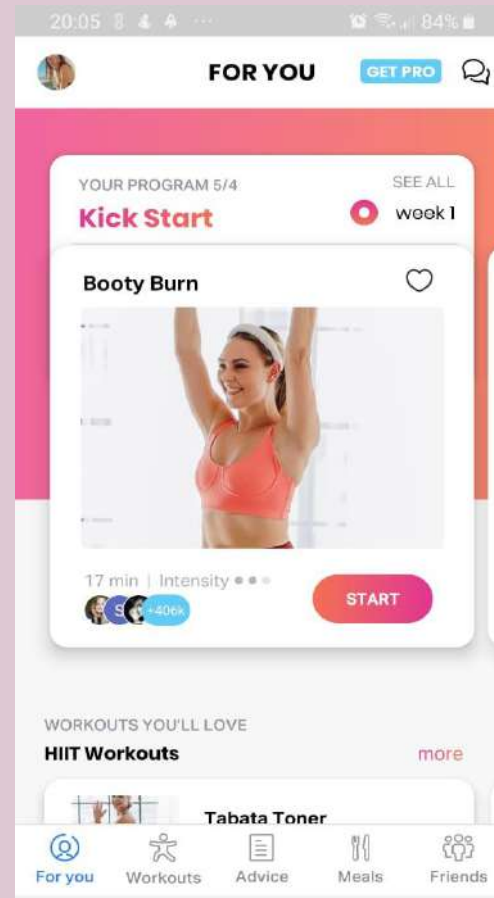 20:05 84%
FOR YOU GET PRO
YOUR PROGRAM 5/4 SEE ALL
Kick Start week 1
Booty Burn
17 min | Intensity
S +406k
START
WORKOUTS YOU'LL LOVE
HIIT Workouts more
Tabata Toner
For you Workouts Advice Meals Friends